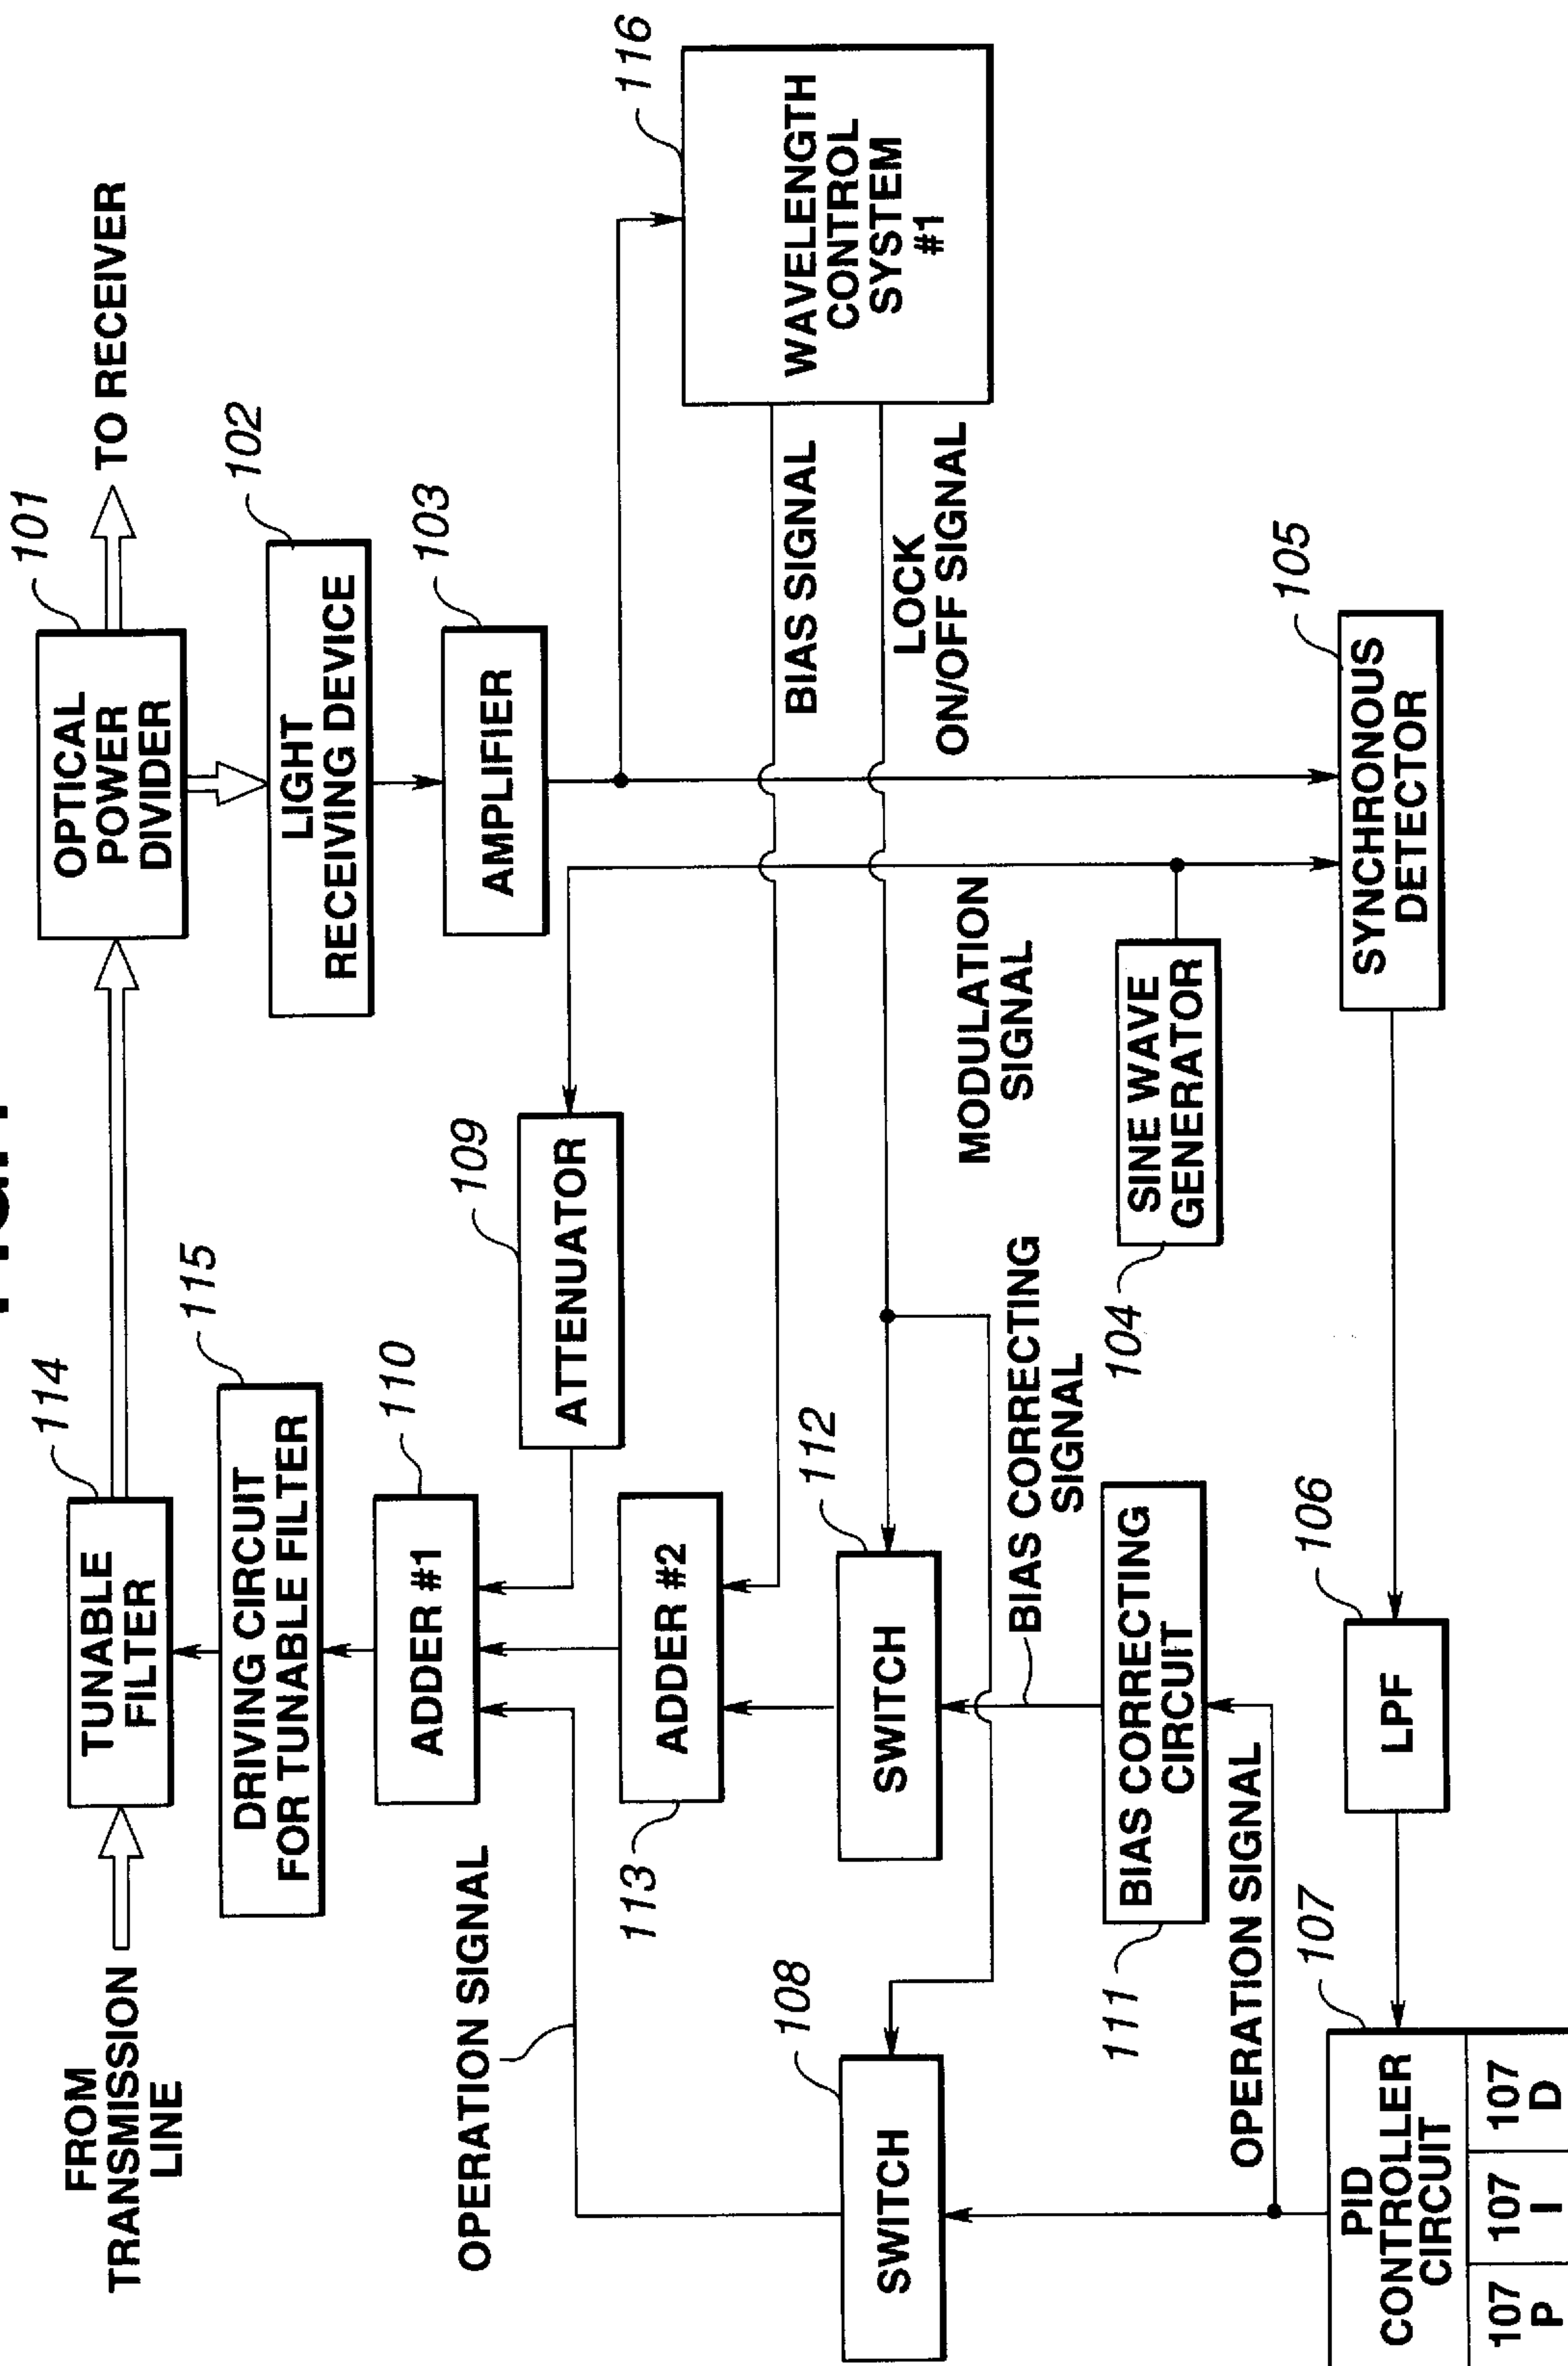 FROM
TRANSMISSION
LINE
114
TUNABLE
FILTER
101
OPTICAL
POWER
DIVIDER
TO RECEIVER
115
DRIVING CIRCUIT
FOR TUNABLE FILTER
102
LIGHT
RECEIVING DEVICE
110
ADDER #1
109
ATTENUATOR
103
AMPLIFIER
116
WAVELENGTH
CONTROL
SYSTEM
#1
OPERATION SIGNAL
113
ADDER #2
BIAS SIGNAL
LOCK
ON/OFF SIGNAL
108
SWITCH
112
SWITCH
MODULATION
SIGNAL
BIAS CORRECTING
SIGNAL
111
BIAS CORRECTING
CIRCUIT
104
SINE WAVE
GENERATOR
OPERATION SIGNAL
107
PID
CONTROLLER
CIRCUIT
107
P
107
I
107
D
106
LPF
105
SYNCHRONOUS
DETECTOR